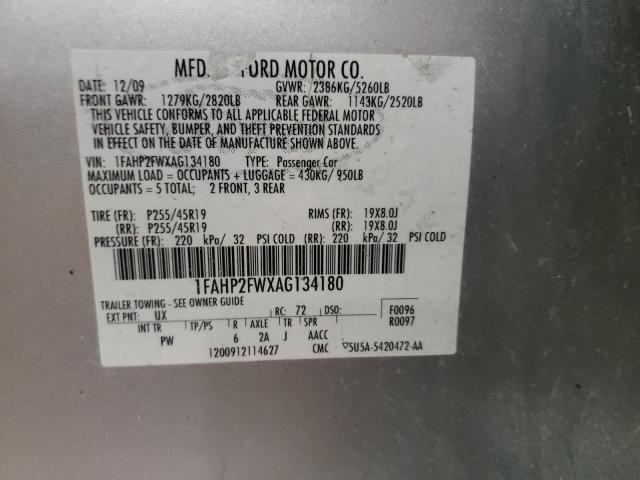 MFD. FORD MOTOR CO.
DATE: 12/09 GVWR: 2386KG/5260LB
FRONT GAWR: 1279KG/2820LB REAR GAWR: 1143KG/2520LB
THIS VEHICLE CONFORMS TO ALL APPLICABLE FEDERAL MOTOR
VEHICLE SAFETY, BUMPER, AND THEFT PREVENTION STANDARDS
IN EFFECT ON THE DATE OF MANUFACTURE SHOWN ABOVE.
VIN: 1FAHP2FWXAG134180 TYPE: Passenger Car
MAXIMUM LOAD = OCCUPANTS + LUGGAGE = 430KG/950LB
OCCUPANTS = 5 TOTAL; 2 FRONT, 3 REAR
TIRE (FR): P255/45R19 RIMS (FR): 19X8.0J
(RR): P255/45R19 (RR): 19X8.0J
PRESSURE (FR): 220 kPa/ 32 PSI COLD (RR): 220 kPa/ 32 PSI COLD
1FAHP2FWXAG134180
TRAILER TOWING - SEE OWNER GUIDE
EXT PNT: UX RC: 72 DSO: F0096
R0097
INT TR TP/PS R AXLE TR SPR
PW 6 2A J AACC
1200912114627 CMC 5U5A-5420472-AA